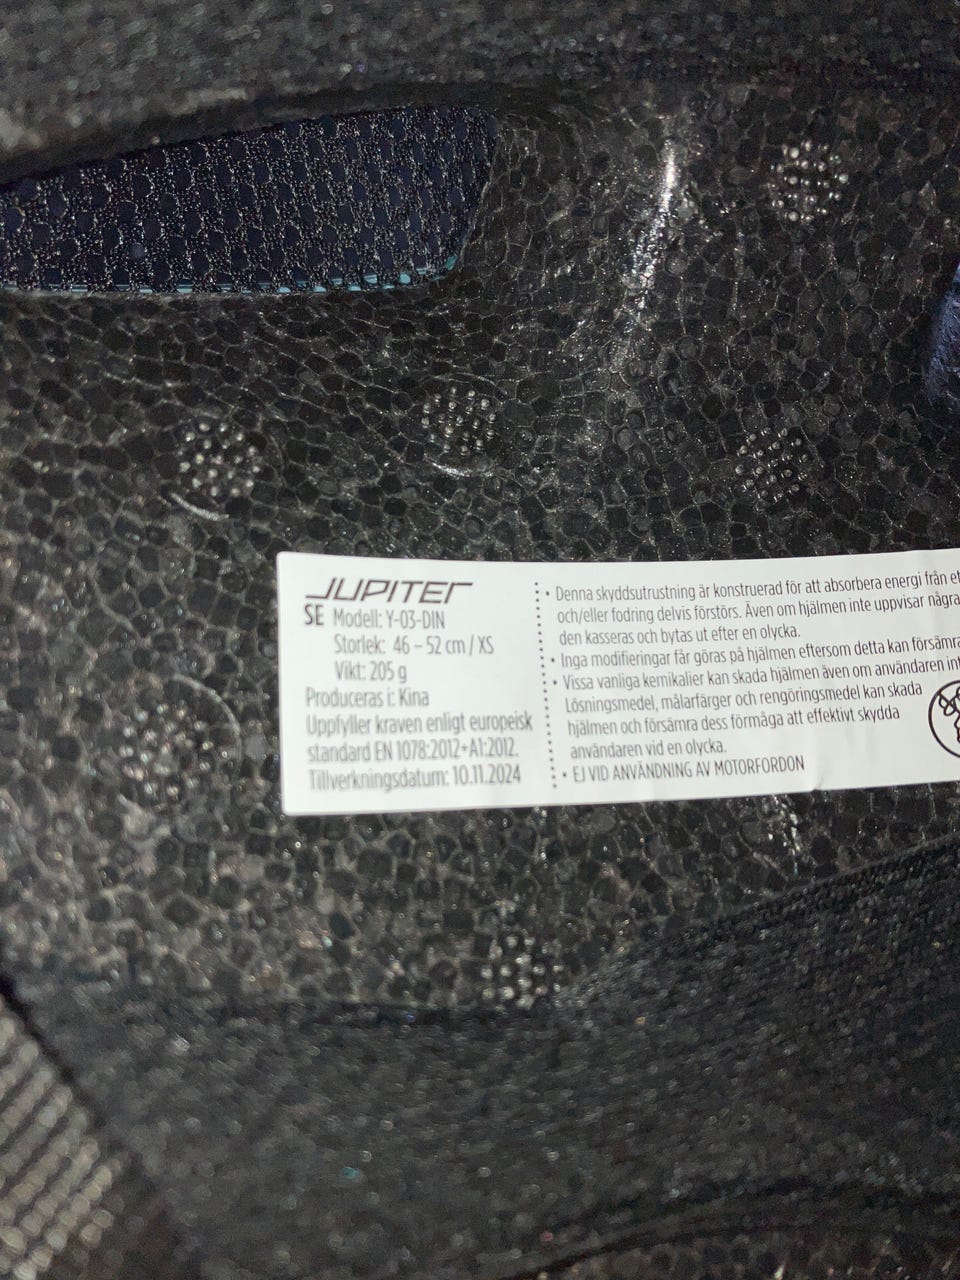 JUPITER
SE Modell: Y-03-DIN
Storlek: 46 – 52 cm / XS
Vikt: 205 g
Produceras i: Kina
Uppfyller kraven enligt europeisk
standard EN 1078:2012+A1:2012.
Tillverkningsdatum: 10.11.2024
• Denna skyddsutrustning är konstruerad för att absorbera energi från
och/eller fodring delvis förstörs. Även om hjälmen inte uppvisar några
den kasseras och bytas ut efter en olycka.
• Inga modifieringar får göras på hjälmen eftersom detta kan försämra
• Vissa vanliga kemikalier kan skada hjälmen även om användaren
Lösningsmedel, målarfärger och rengöringsmedel kan skada
hjälmen och försämra dess förmåga att effektivt skydda
användaren vid en olycka.
• EJ VID ANVÄNDNING AV MOTORFORDON